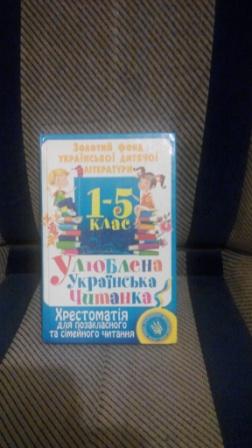 Золотий фонд
української дитячої
літератури
1-5
клас
Улюблена
Українська
Читанка
Хрестоматія
для позакласного
та сімейного читання